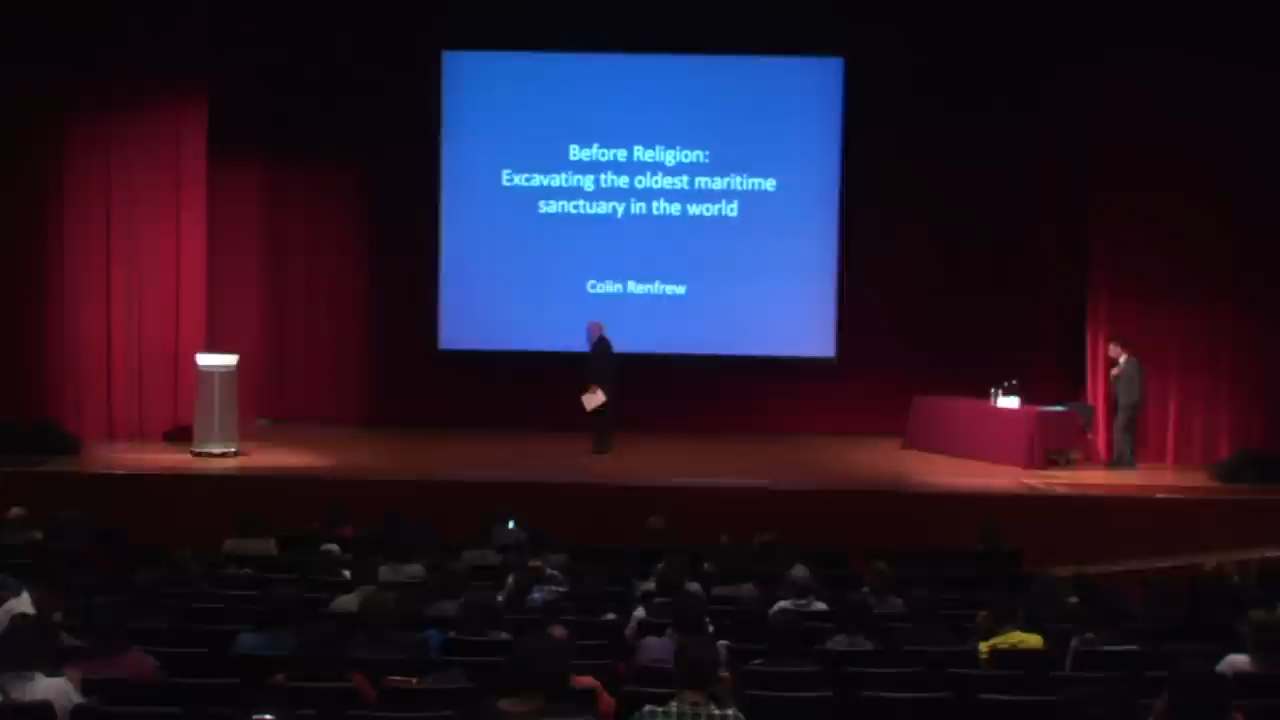 Before Religion:
Excavating the oldest maritime
sanctuary in the world
Colin Renfrew